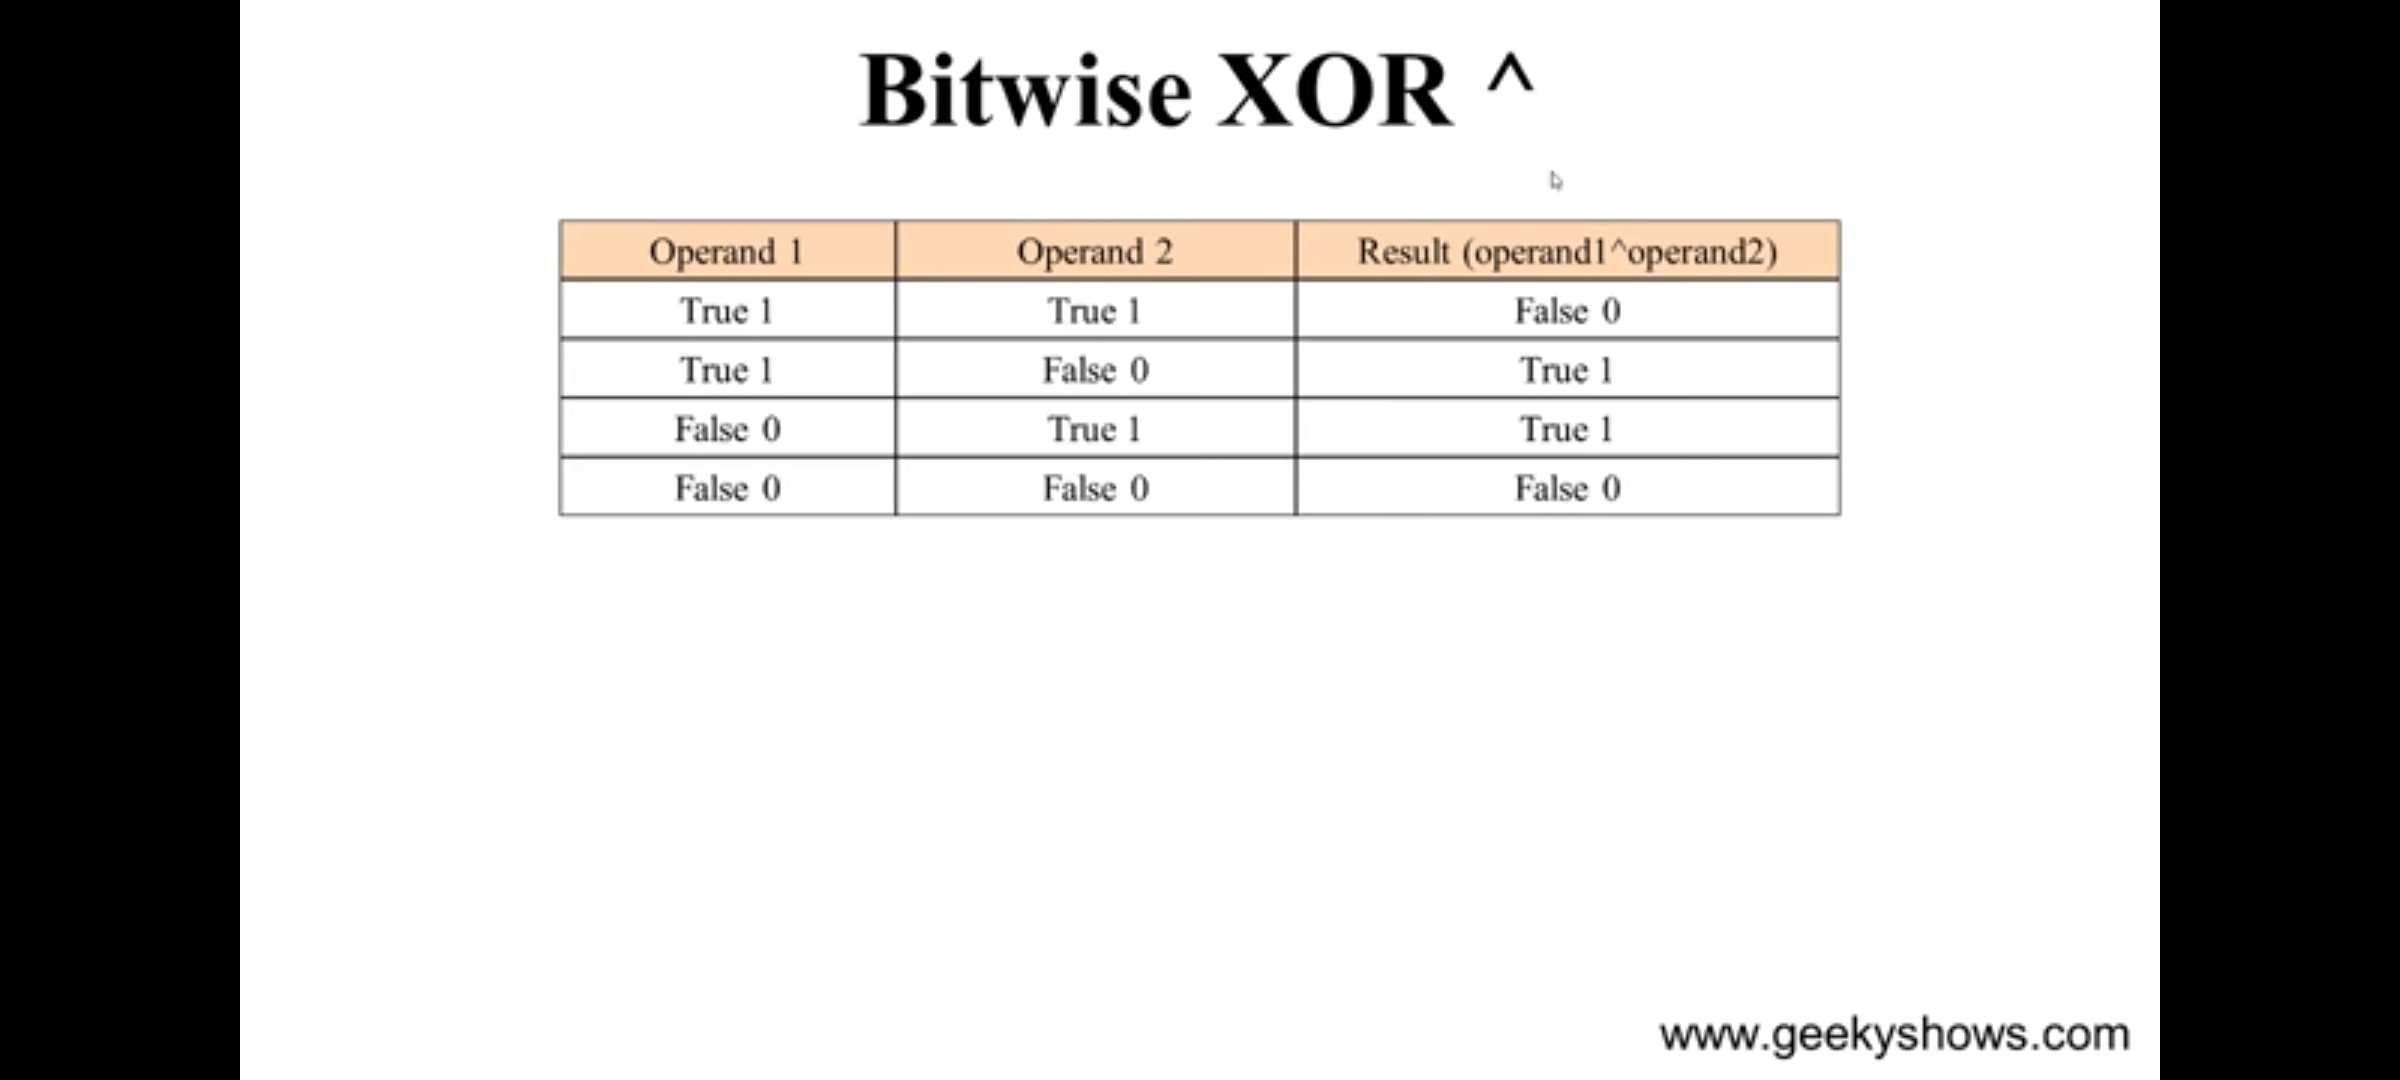 Bitwise XOR ^
Operand 1 Operand 2 Result (operand1^operand2)
True 1 True 1 False 0
True 1 False 0 True 1
False 0 True 1 True 1
False 0 False 0 False 0
www.geekyshows.com